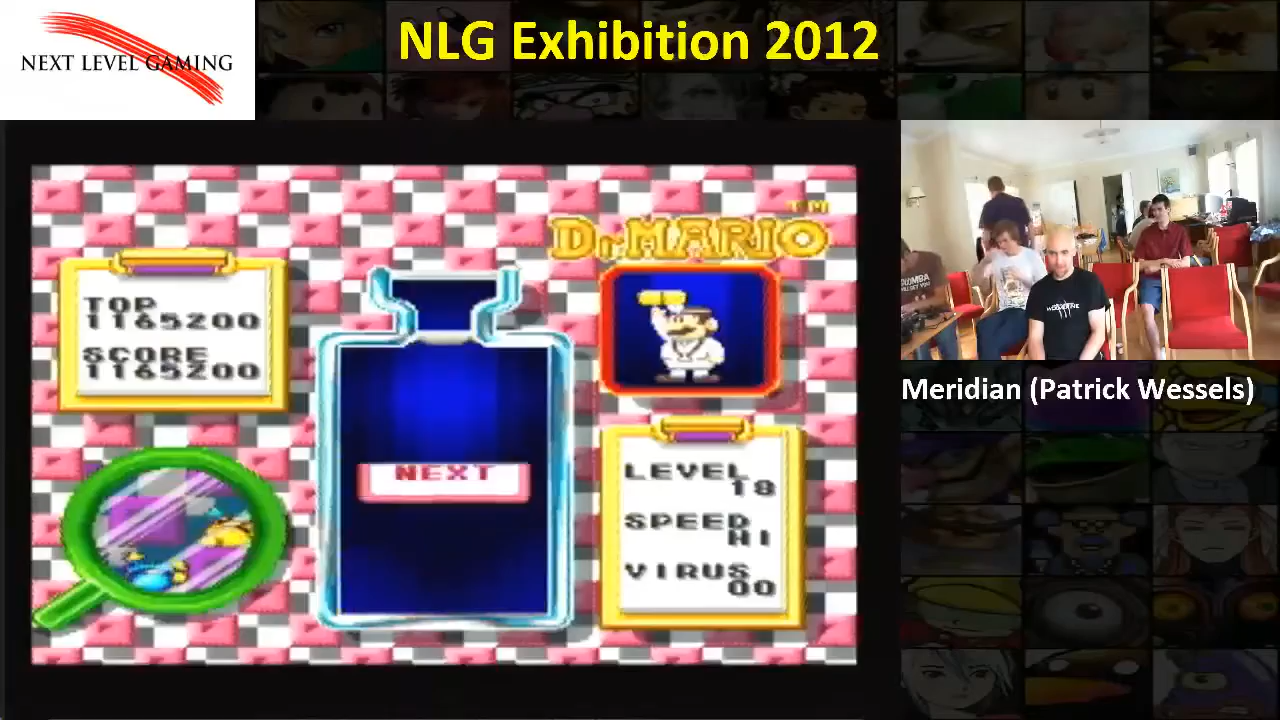 NEXT LEVEL GAMING
NLG Exhibition 2012
Dr. MARIO
TM
TOP
1165200
SCORE
1165200
NEXT
LEVEL
18
SPEED
HI
VIRUS
00
Meridian (Patrick Wessels)